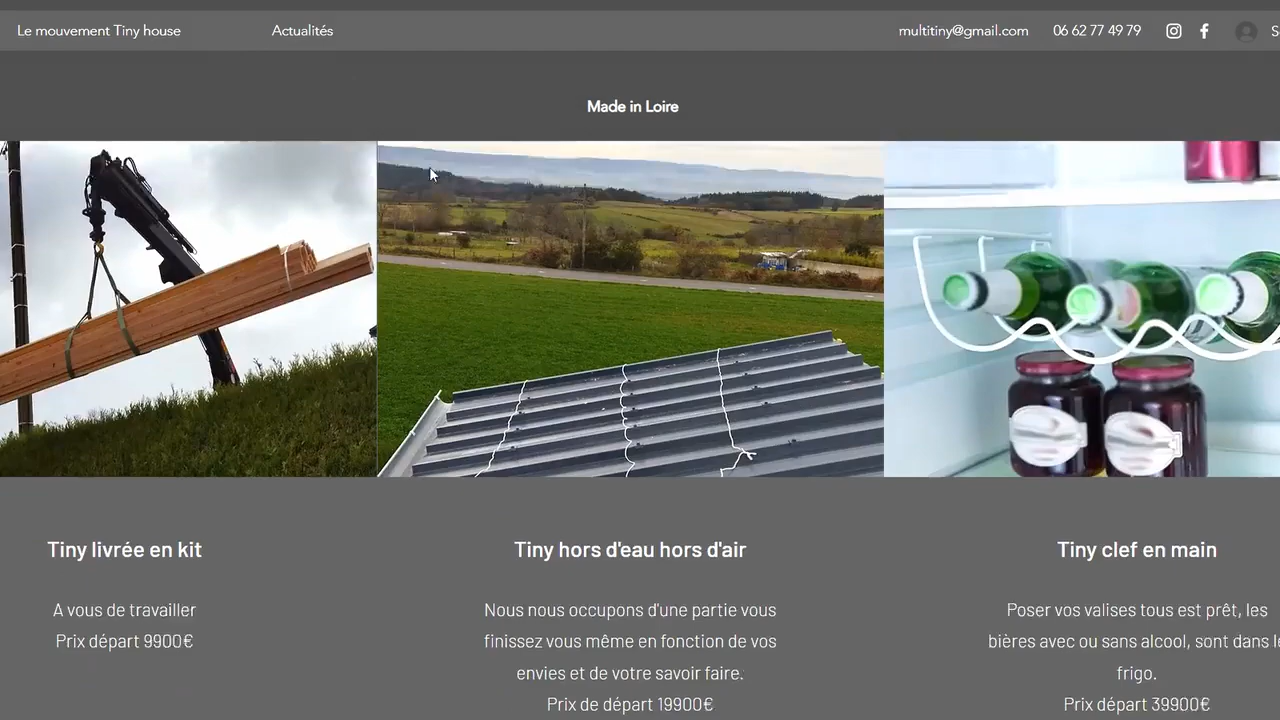 Le mouvement Tiny house
Actualités
multitiny@gmail.com
06 62 77 49 79
Made in Loire
Tiny livrée en kit
A vous de travailler
Prix départ 9900€
Tiny hors d'eau hors d'air
Nous nous occupons d'une partie vous
finissez vous même en fonction de vos
envies et de votre savoir faire.
Prix de départ 19900€
Tiny clef en main
Poser vos valises tous est prêt, les
bières avec ou sans alcool, sont dans
frigo.
Prix départ 39900€